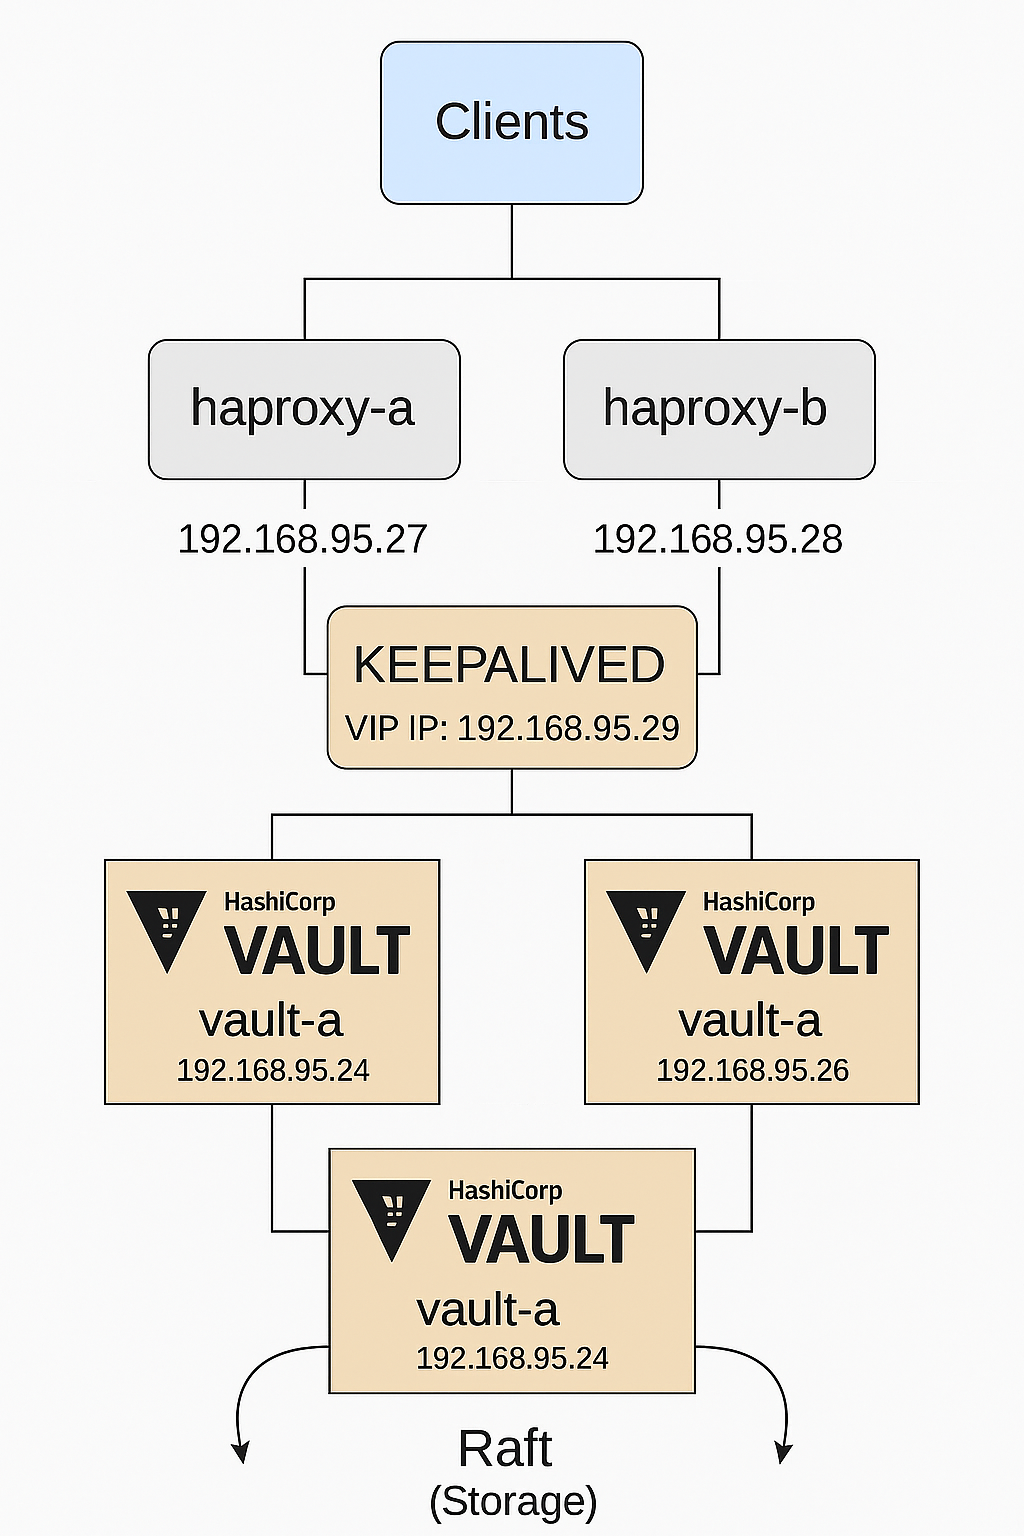 Clients
haproxy-a
haproxy-b
192.168.95.27
192.168.95.28
KEEPALIVED
VIP IP: 192.168.95.29
HashiCorp
VAULT
vault-a
192.168.95.24
HashiCorp
VAULT
vault-a
192.168.95.26
HashiCorp
VAULT
vault-a
192.168.95.24
Raft
(Storage)